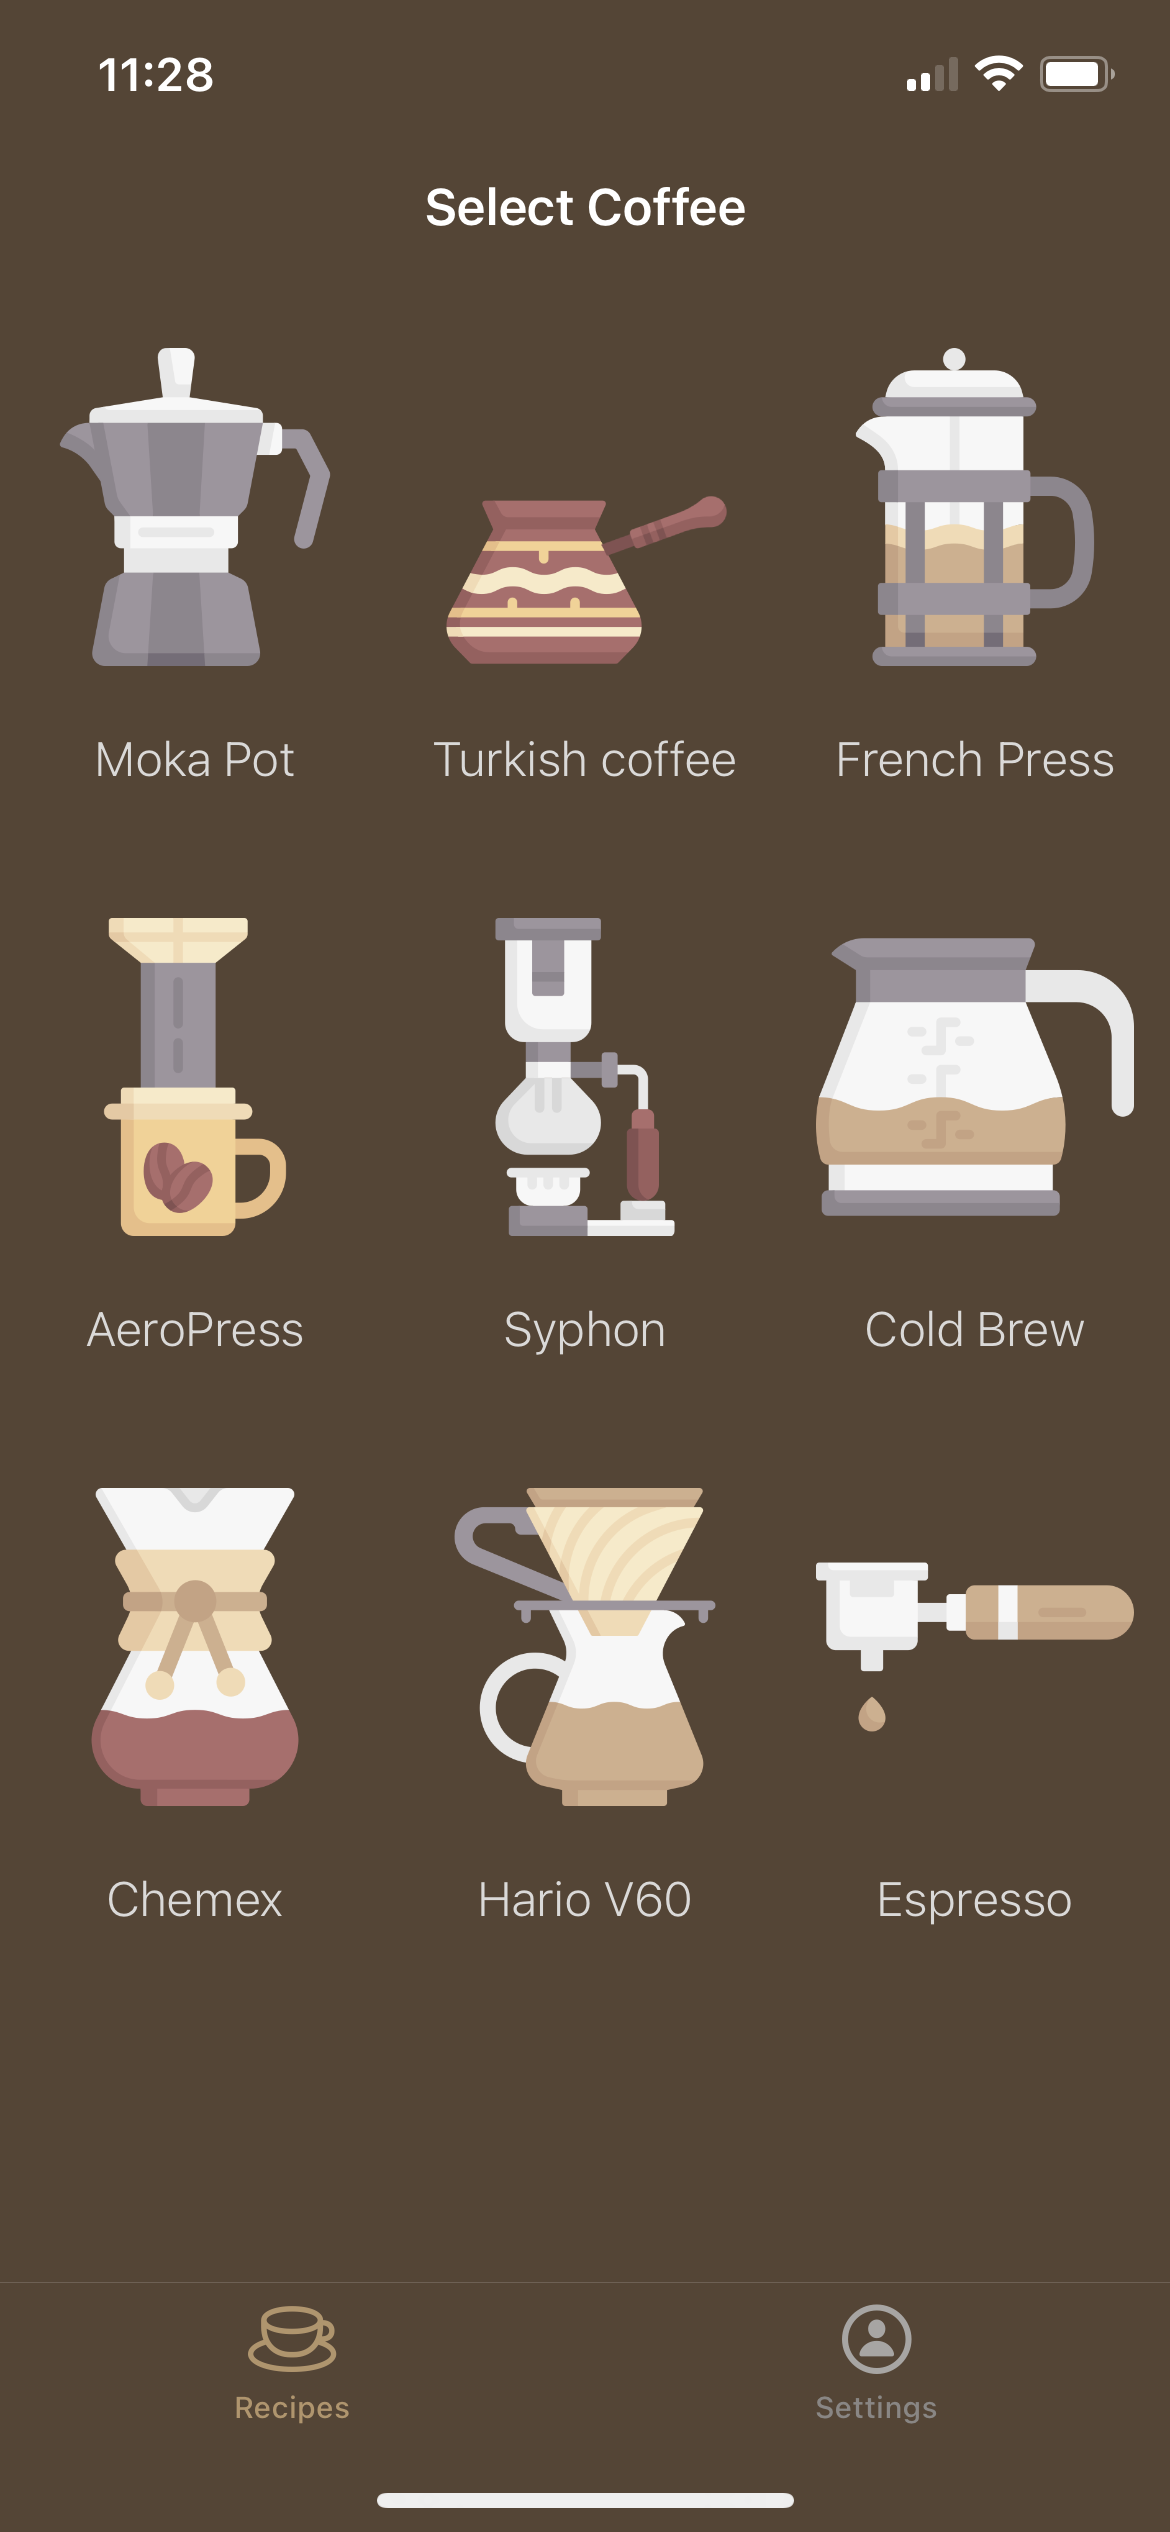 11:28
Select Coffee
Moka Pot
Turkish coffee
French Press
AeroPress
Syphon
Cold Brew
Chemex
Hario V60
Espresso
Recipes
Settings